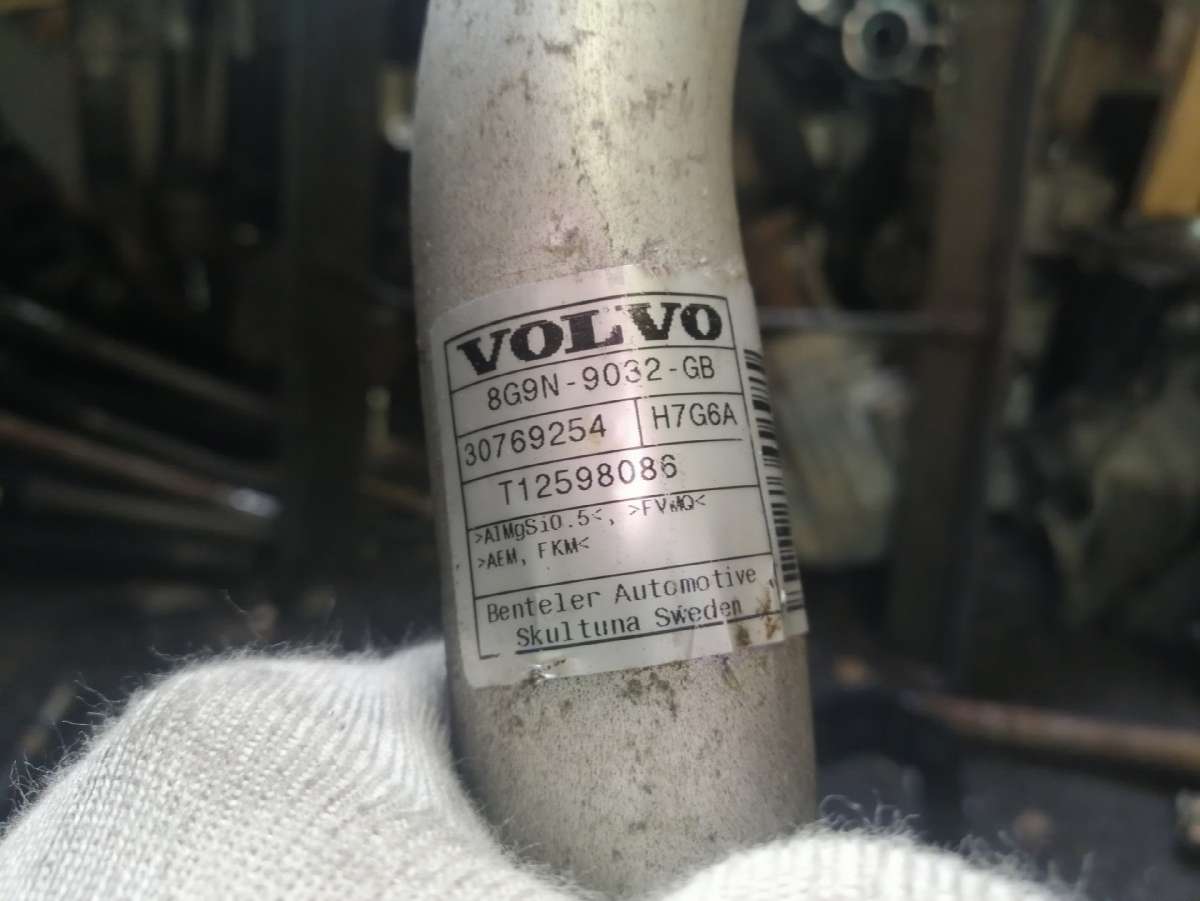 VOLVO
8G9N-9032-GB
30769254 H7G6A
T12598086
>AlMgSi0.5<, >FVMQ<
>AEM, FKM<
Benteler Automotive
Skultuna Sweden